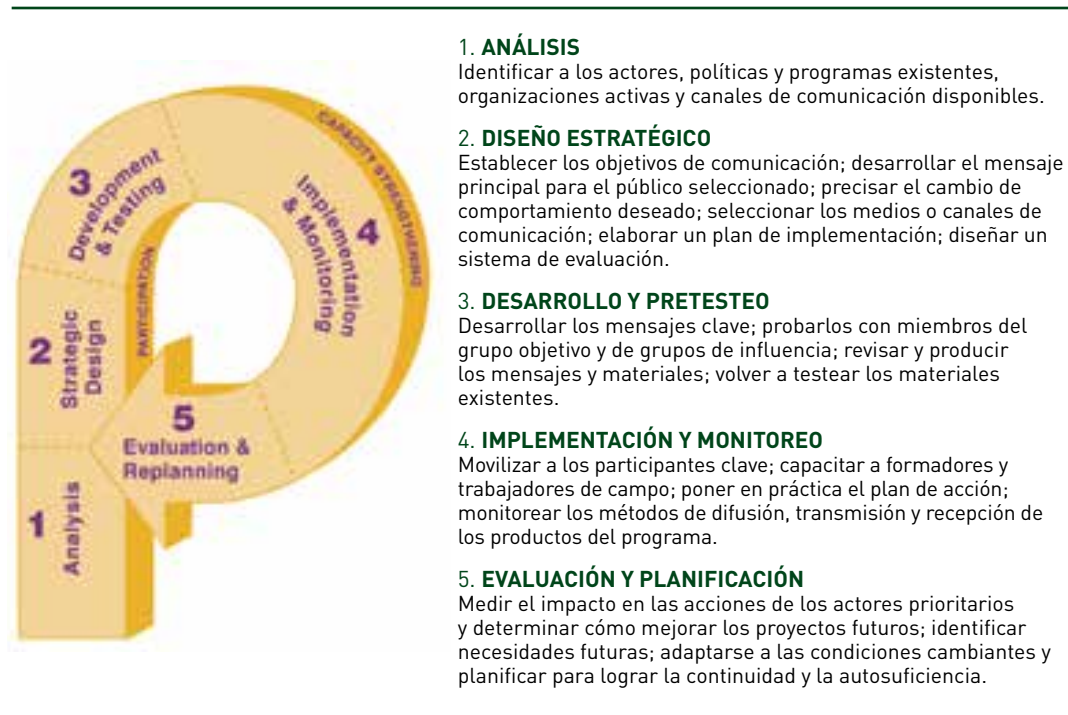 1. ANÁLISIS
Identificar a los actores, políticas y programas existentes,
organizaciones activas y canales de comunicación disponibles.
2. DISEÑO ESTRATÉGICO
Establecer los objetivos de comunicación; desarrollar el mensaje
principal para el público seleccionado; precisar el cambio de
comportamiento deseado; seleccionar los medios o canales de
comunicación; elaborar un plan de implementación; diseñar un
sistema de evaluación.
3. DESARROLLO Y PRETESTEO
Desarrollar los mensajes clave; probarlos con miembros del
grupo objetivo y de grupos de influencia; revisar y producir
los mensajes y materiales; volver a testear los materiales
existentes.
4. IMPLEMENTACIÓN Y MONITOREO
Movilizar a los participantes clave; capacitar a formadores y
trabajadores de campo; poner en práctica el plan de acción;
monitorear los métodos de difusión, transmisión y recepción de
los productos del programa.
5. EVALUACIÓN Y PLANIFICACIÓN
Medir el impacto en las acciones de los actores prioritarios
y determinar cómo mejorar los proyectos futuros; identificar
necesidades futuras; adaptarse a las condiciones cambiantes y
planificar para lograr la continuidad y la autosuficiencia.
1
Analysis
2
Strategic
Design
3
Development
& Testing
4
Implementation
& Monitoring
5
Evaluation &
Replanning
PARTICIPATION
CAPACITY STRENGTHENING